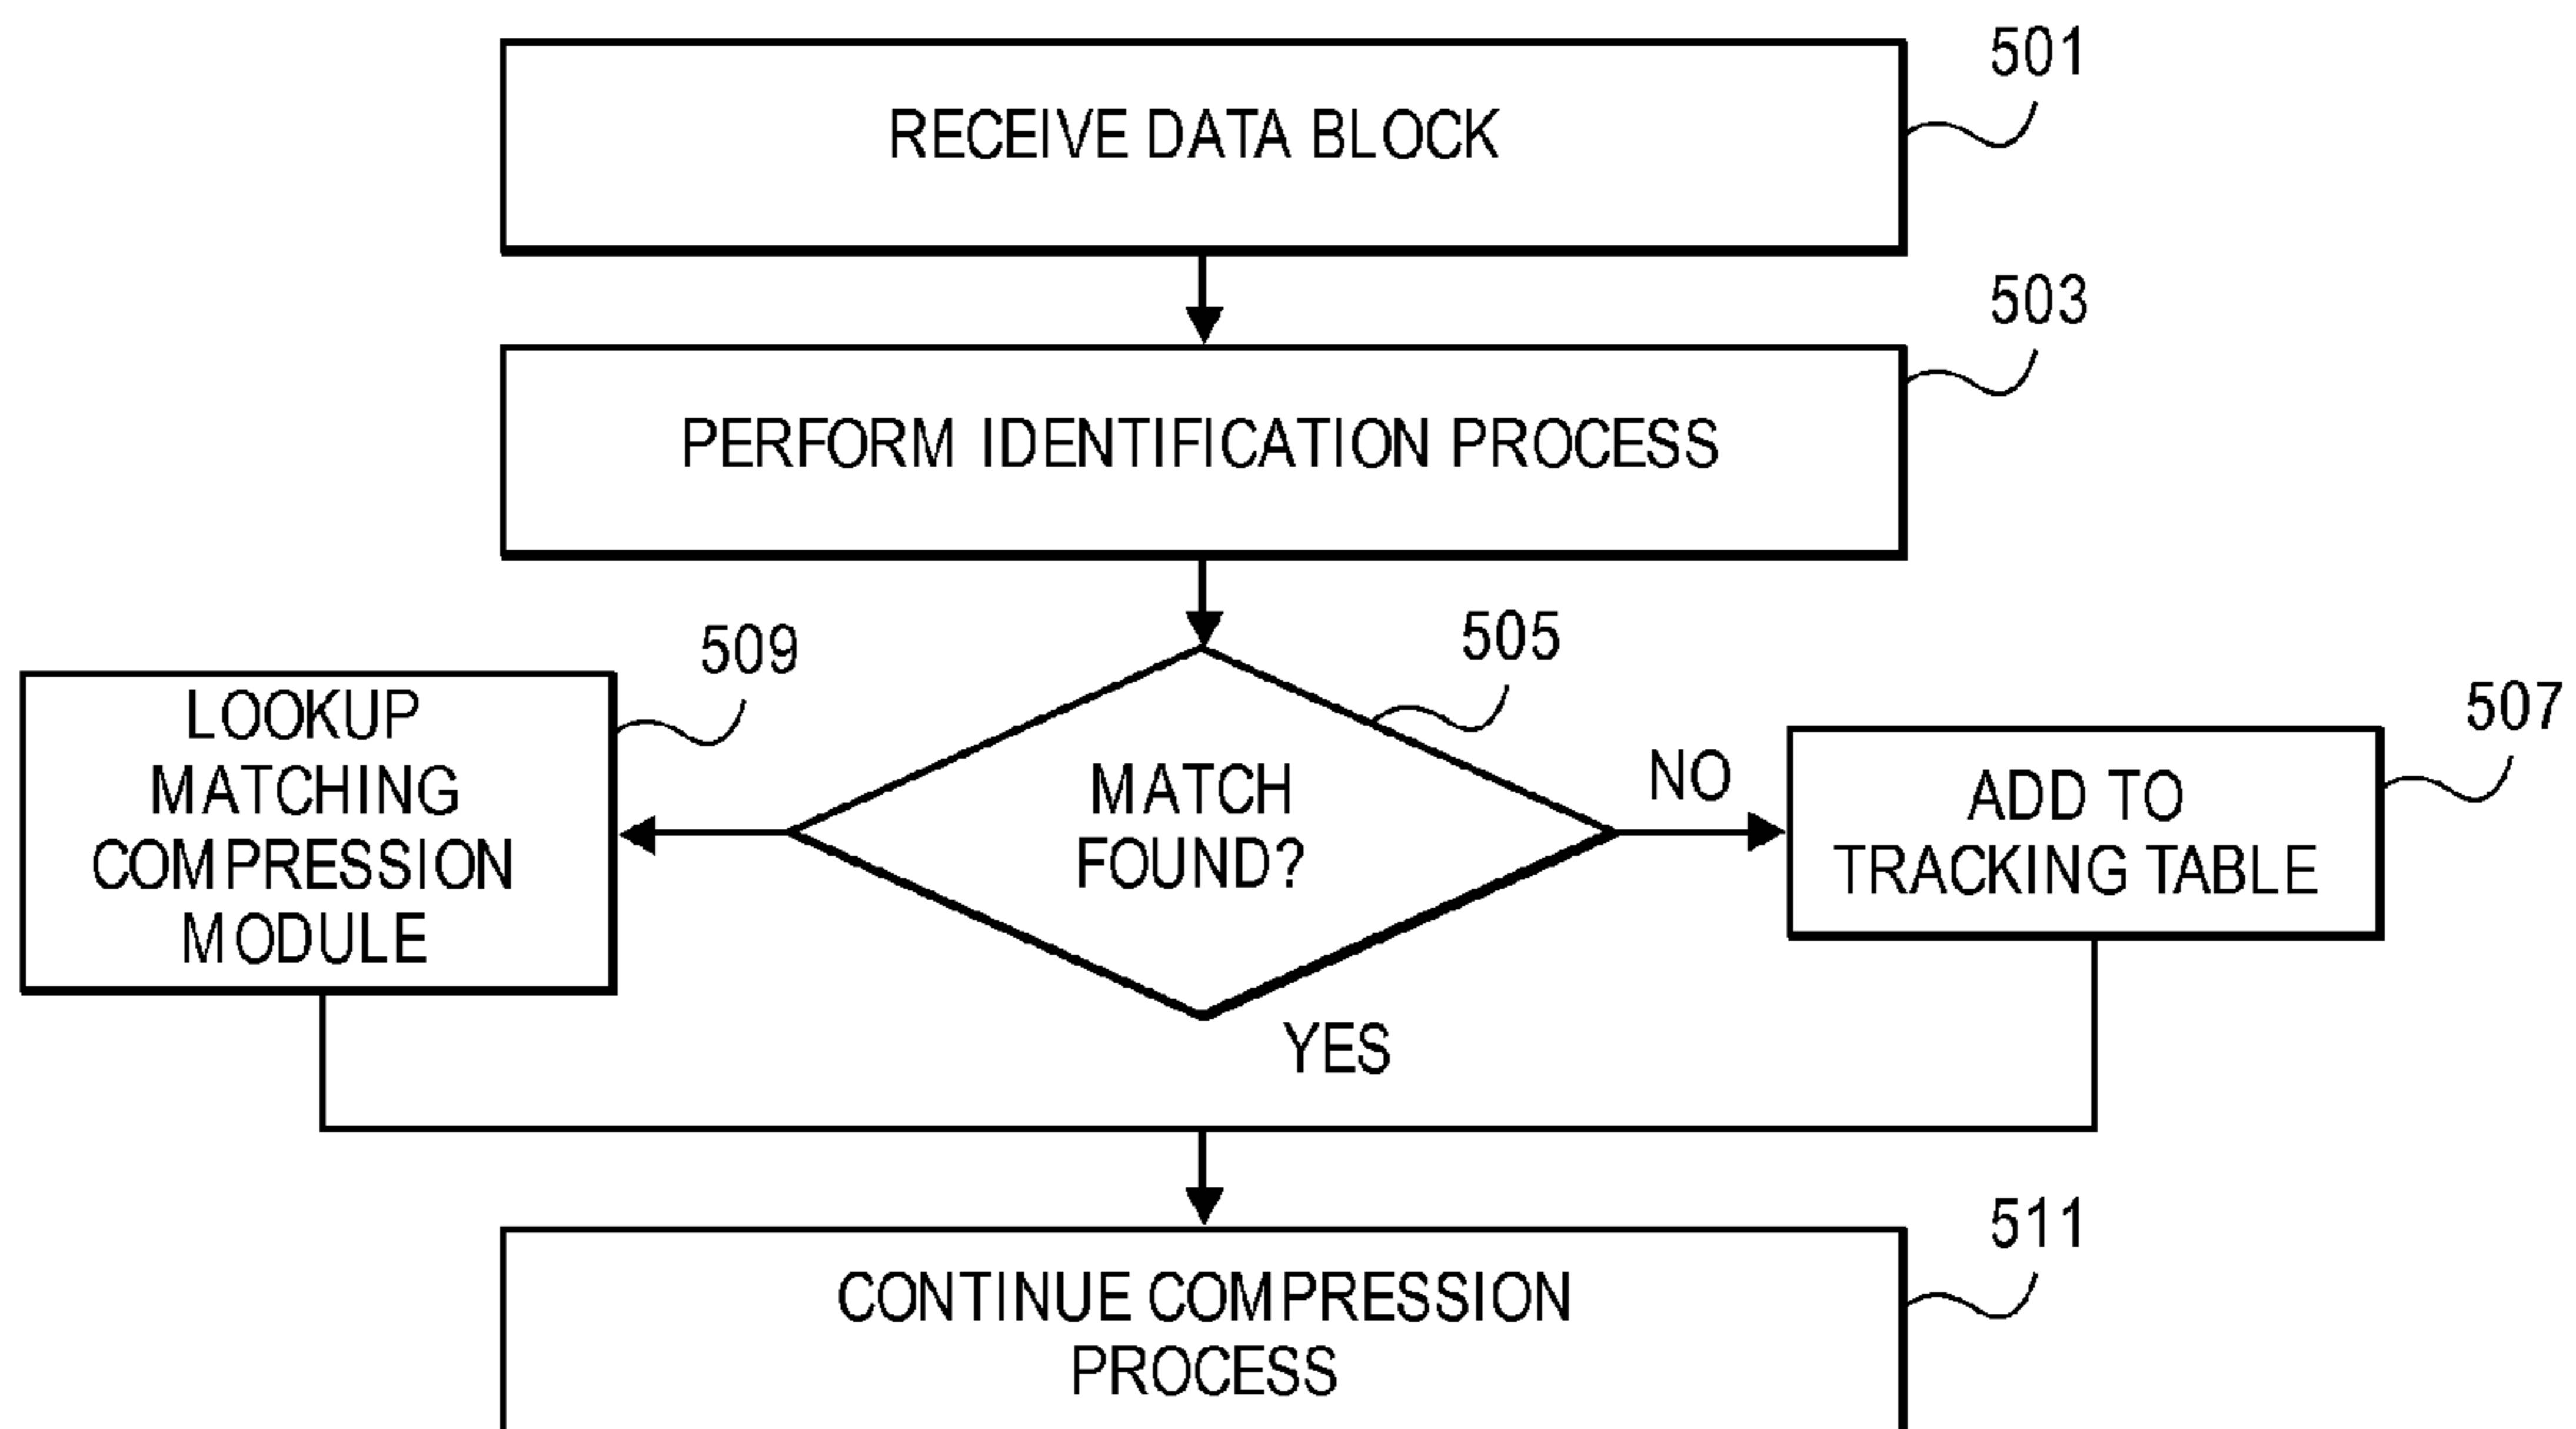 501
RECEIVE DATA BLOCK
503
PERFORM IDENTIFICATION PROCESS
509
LOOKUP
MATCHING
COMPRESSION
MODULE
505
MATCH
FOUND?
YES
NO
507
ADD TO
TRACKING TABLE
511
CONTINUE COMPRESSION
PROCESS